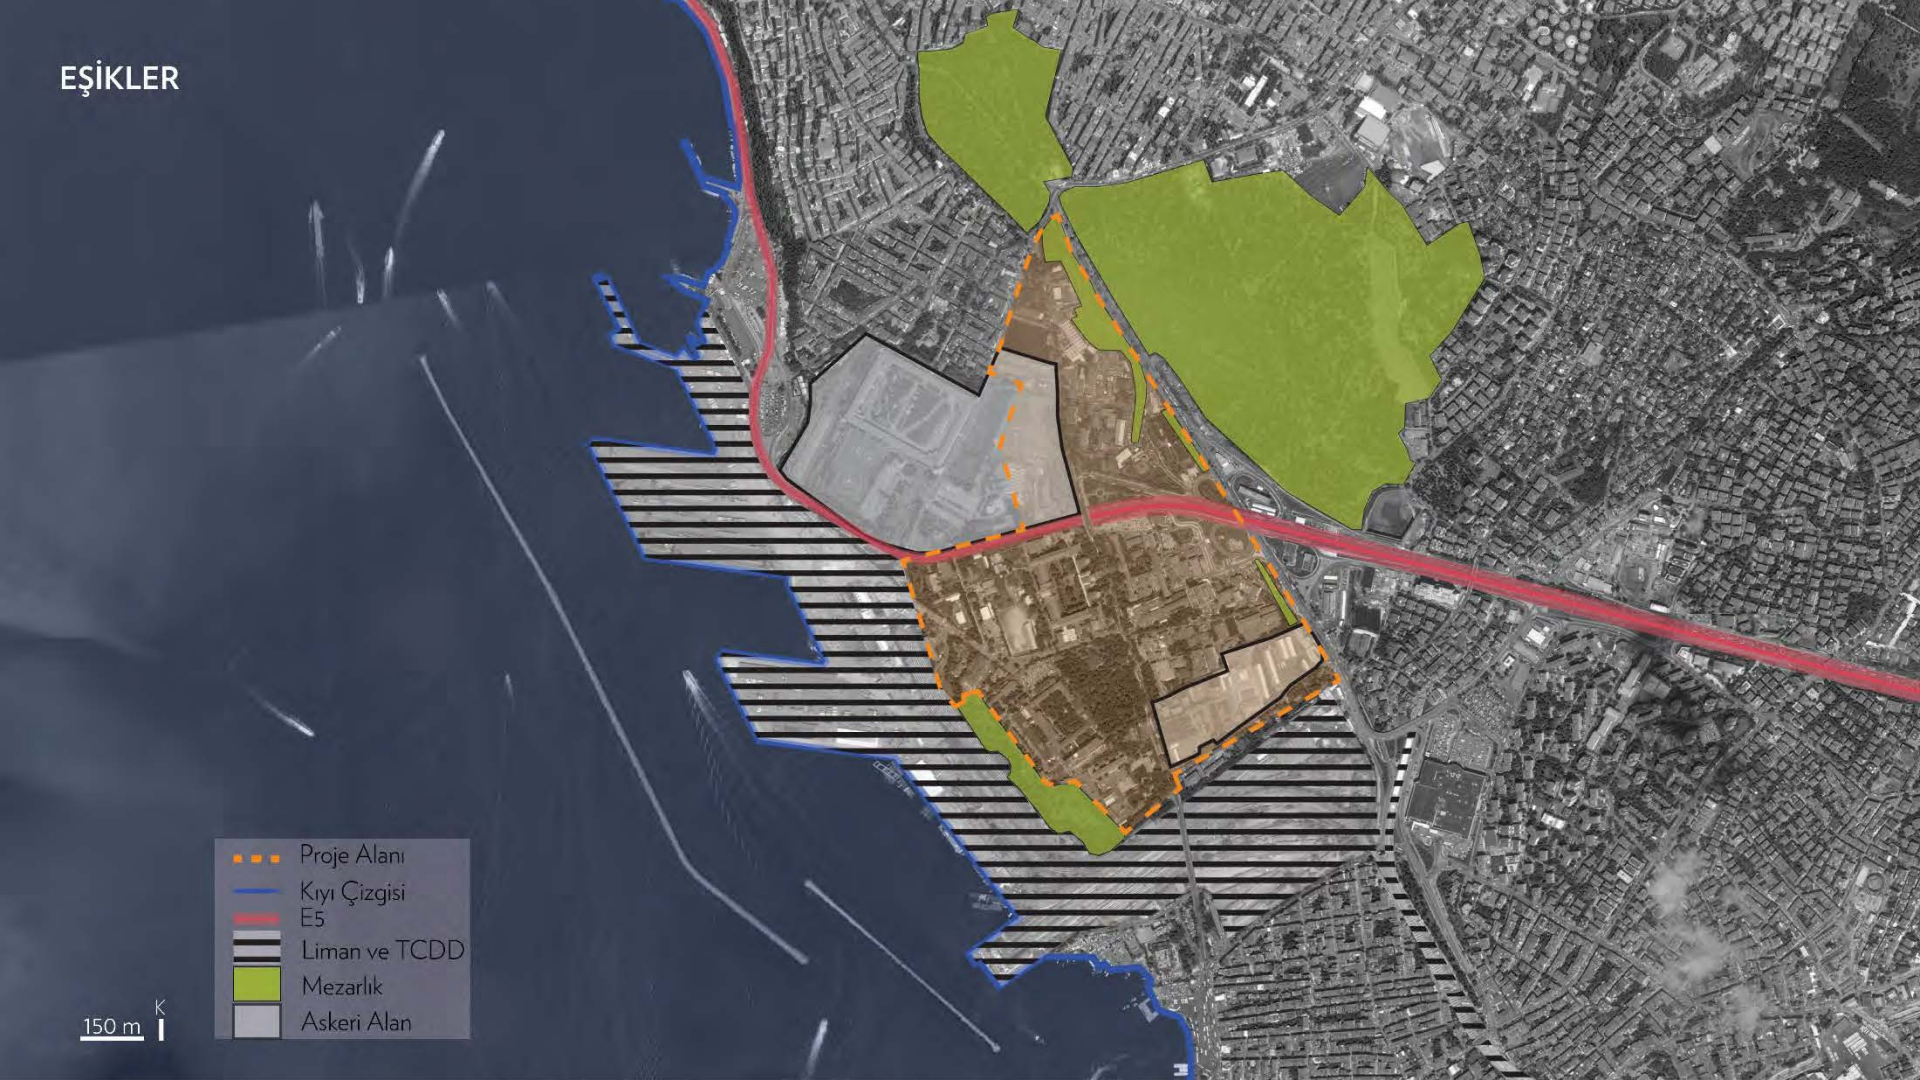 EŞİKLER
Proje Alanı
Kıyı Çizgisi
E5
Liman ve TCDD
Mezarlık
Askeri Alan
150 m
K